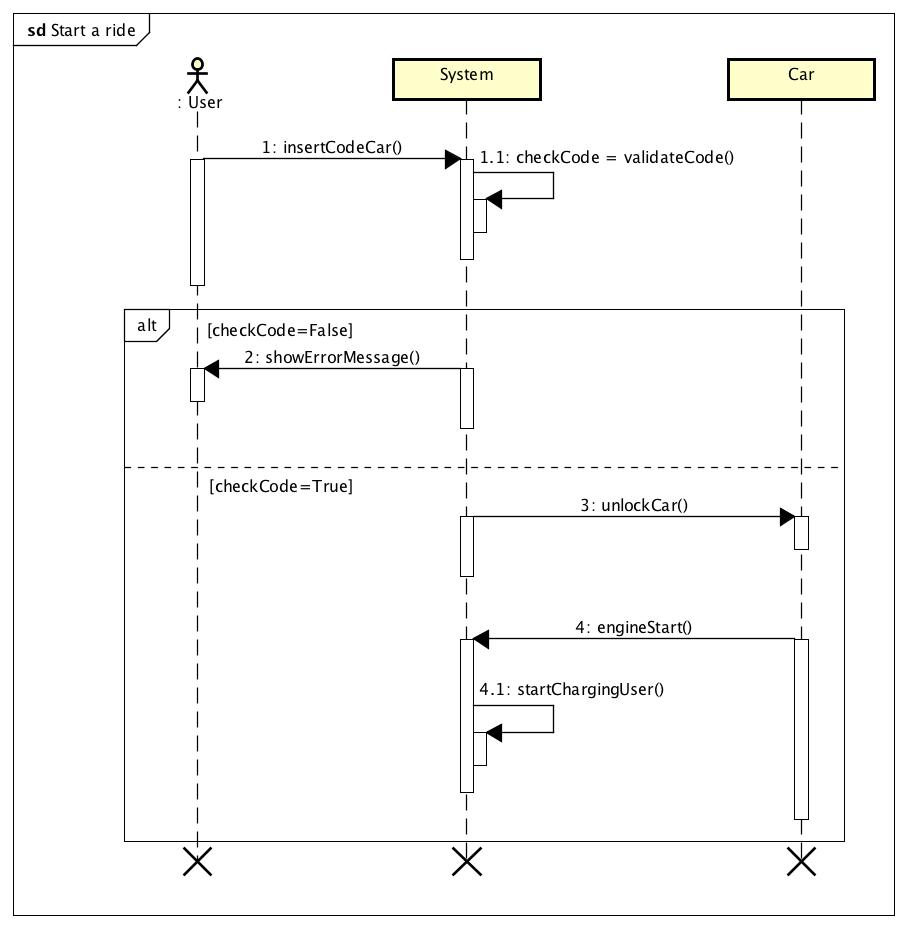 sd Start a ride
: User
System
Car
1: insertCodeCar()
1.1: checkCode = validateCode()
alt
[checkCode=False]
2: showErrorMessage()
[checkCode=True]
3: unlockCar()
4: engineStart()
4.1: startChargingUser()